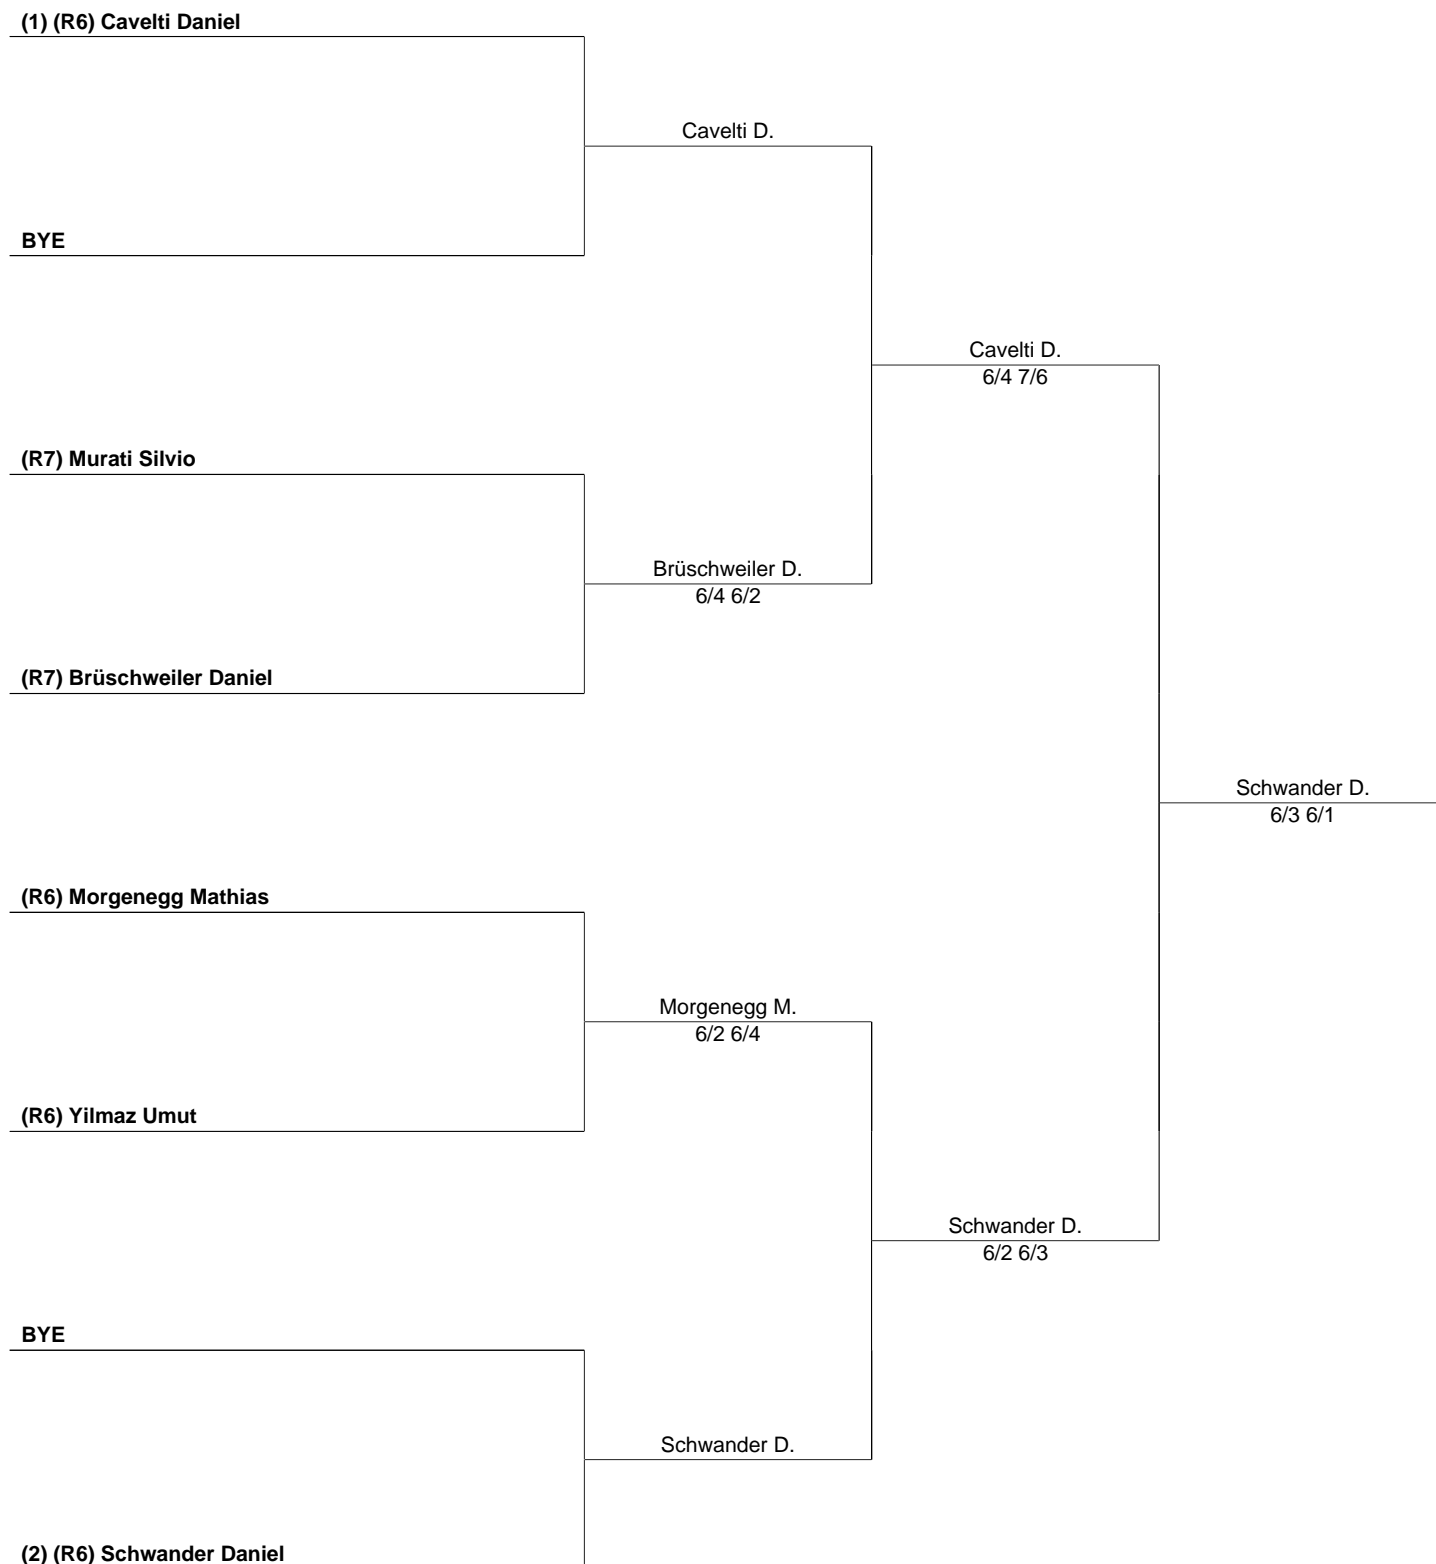 (1) (R6) Cavelti Daniel
Cavelti D.
BYE
Cavelti D.
6/4 7/6
(R7) Murati Silvio
Brüschweiler D.
6/4 6/2
(R7) Brüschweiler Daniel
Schwander D.
6/3 6/1
(R6) Morgenegg Mathias
Morgenegg M.
6/2 6/4
(R6) Yilmaz Umut
Schwander D.
6/2 6/3
BYE
Schwander D.
(2) (R6) Schwander Daniel